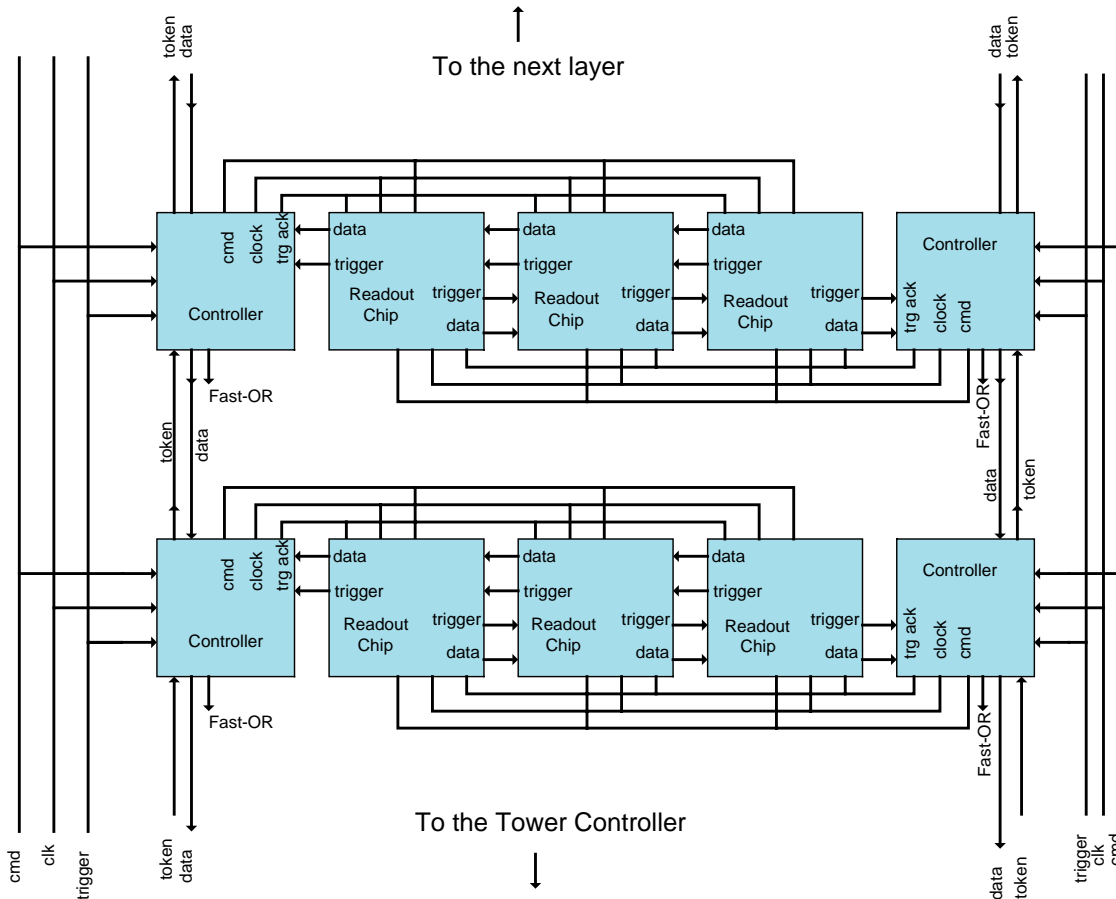 token
data
To the next layer
data
token
cmd
clock
trg ack
Controller
data
trigger
Readout
Chip
trigger
data
data
trigger
Readout
Chip
trigger
data
data
trigger
Readout
Chip
trigger
data
Controller
trg ack
clock
cmd
Fast-OR
Fast-OR
token
data
data
token
cmd
clock
trg ack
Controller
data
trigger
Readout
Chip
trigger
data
data
trigger
Readout
Chip
trigger
data
data
trigger
Readout
Chip
trigger
data
Controller
trg ack
clock
cmd
Fast-OR
Fast-OR
To the Tower Controller
cmd
clk
trigger
token
data
data
token
trigger
clk
cmd